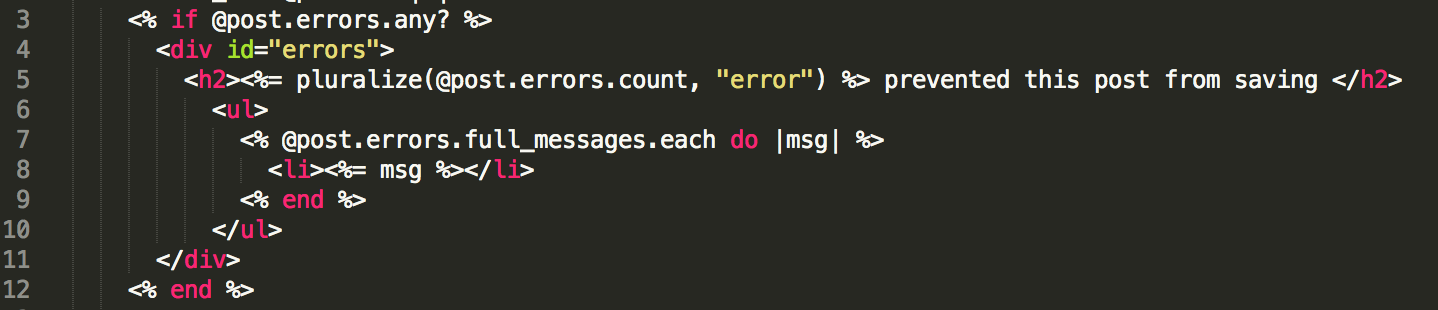 3 <% if @post.errors.any? %>
4 <div id="errors">
5 <h2><%= pluralize(@post.errors.count, "error") %> prevented this post from saving </h2>
6 <ul>
7 <% @post.errors.full_messages.each do |msg| %>
8 <li><%= msg %></li>
9 <% end %>
10 </ul>
11 </div>
12 <% end %>